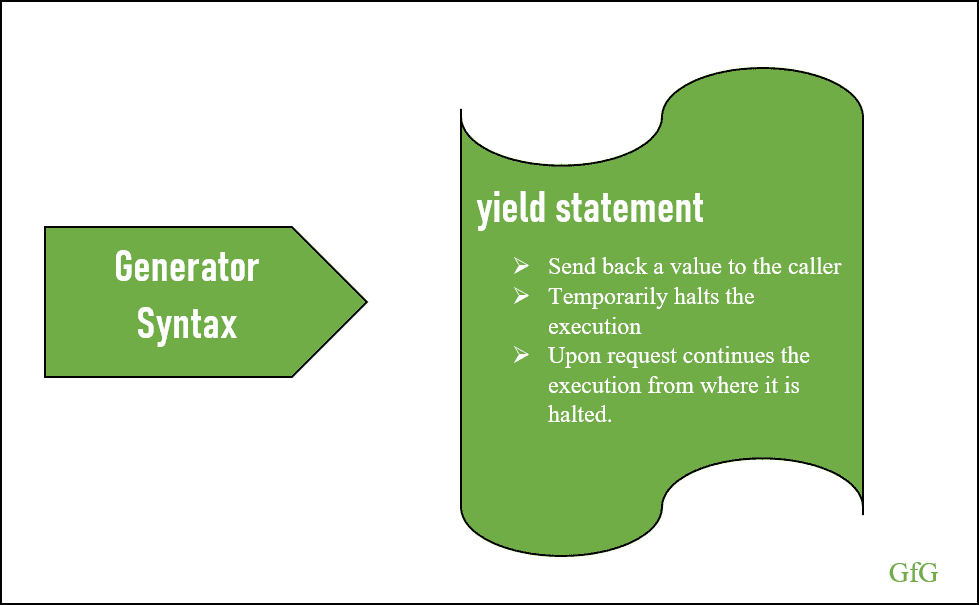 Generator
Syntax
yield statement
➢ Send back a value to the caller
➢ Temporarily halts the
execution
➢ Upon request continues the
execution from where it is
halted.
GfG